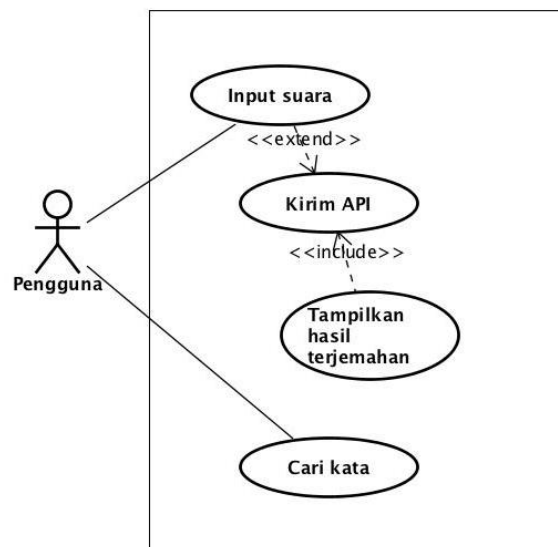 Input suara
<<extend>>
Kirim API
<<include>>
Pengguna
Tampilkan
hasil
terjemahan
Cari kata